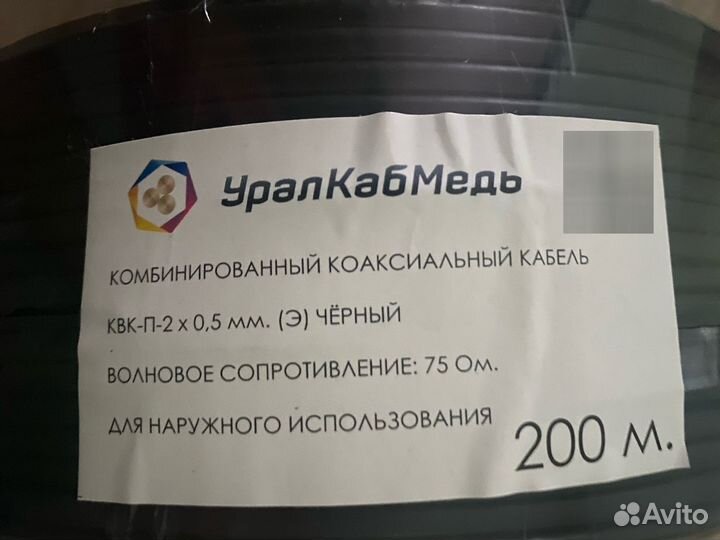 УралКабМедь
КОМБИНИРОВАННЫЙ КОАКСИАЛЬНЫЙ КАБЕЛЬ
КВК-П-2 х 0,5 мм. (Э) ЧЁРНЫЙ
ВОЛНОВОЕ СОПРОТИВЛЕНИЕ: 75 Ом.
ДЛЯ НАРУЖНОГО ИСПОЛЬЗОВАНИЯ
200 м.
Avito